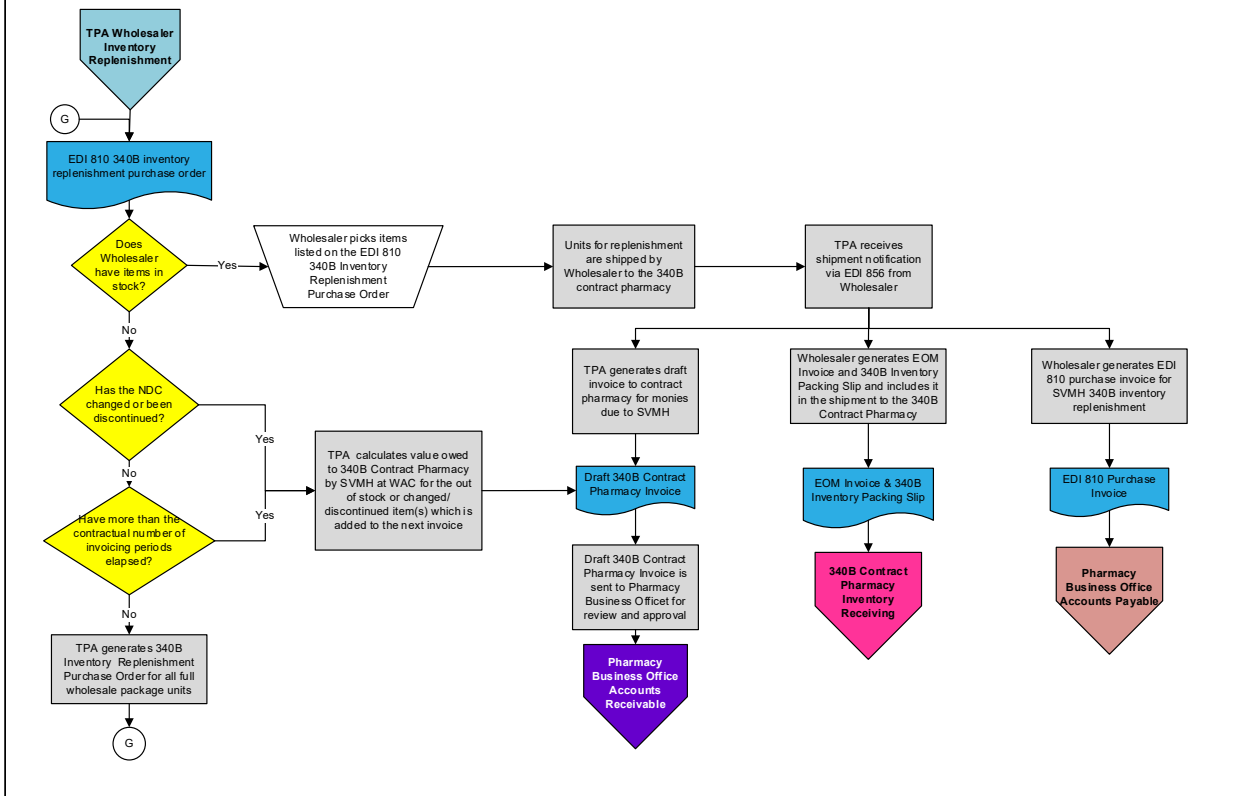 TPA Wholesaler
Inventory
Replenishment
G
EDI 810 340B inventory
replenishment purchase order
Does
Wholesaler
have items in
stock?
Yes
Wholesaler picks items
listed on the EDI 810
340B Inventory
Replenishment
Purchase Order
Units for replenishment
are shipped by
Wholesaler to the 340B
contract pharmacy
TPA receives
shipment notification
via EDI 856 from
Wholesaler
No
Has the NDC
changed or been
discontinued?
Yes
No
Have more than the
contractual number of
invoicing periods
elapsed?
Yes
No
TPA generates 340B
Inventory Replenishment
Purchase Order for all full
wholesale package units
G
TPA calculates value owed
to 340B Contract Pharmacy
by SVMH at WAC for the out
of stock or changed/
discontinued item(s) which is
added to the next invoice
TPA generates draft
invoice to contract
pharmacy for monies
due to SVMH
Draft 340B Contract
Pharmacy Invoice
Draft 340B Contract
Pharmacy Invoice is
sent to Pharmacy
Business Officet for
review and approval
Pharmacy
Business Office
Accounts
Receivable
Wholesaler generates EOM
Invoice and 340B Inventory
Packing Slip and includes it
in the shipment to the 340B
Contract Pharmacy
EOM Invoice & 340B
Inventory Packing Slip
340B Contract
Pharmacy
Inventory
Receiving
Wholesaler generates EDI
810 purchase invoice for
SVMH 340B inventory
replenishment
EDI 810 Purchase
Invoice
Pharmacy
Business Office
Accounts Payable